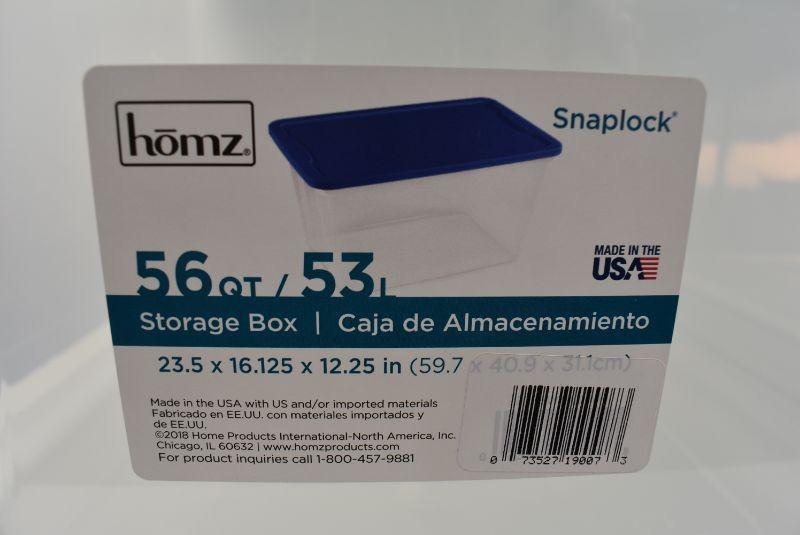 hōmz®
Snaplock®
56 QT / 53 L
MADE IN THE
USA
Storage Box | Caja de Almacenamiento
23.5 x 16.125 x 12.25 in (59.7 x 40.9 x 31.1cm)
Made in the USA with US and/or imported materials
Fabricado en EE.UU. con materiales importados y
de EE.UU.
©2018 Home Products International-North America, Inc.
Chicago, IL 60632 | www.homzproducts.com
For product inquiries call 1-800-457-9881
0 73527 19007 3